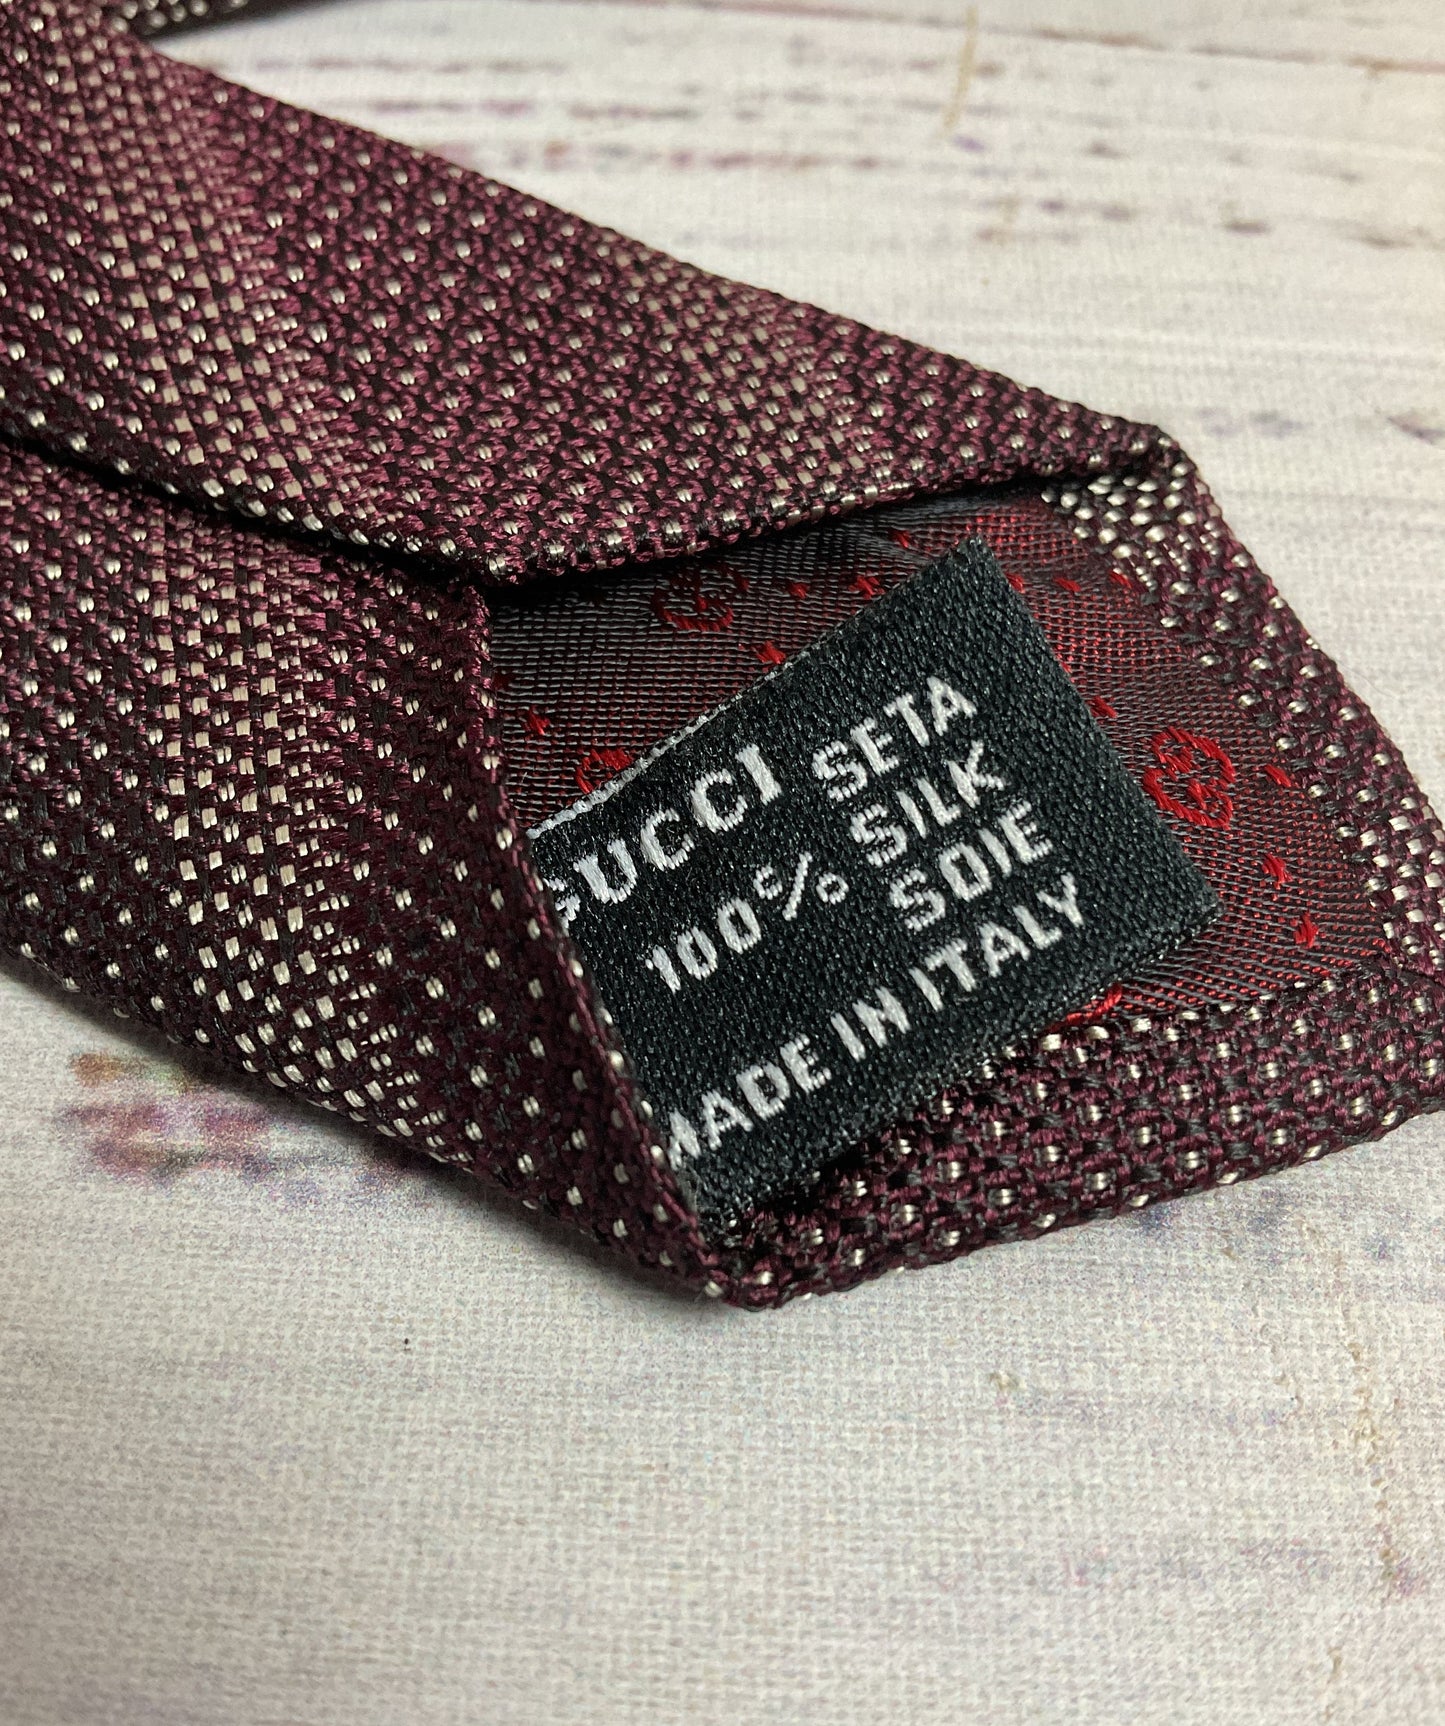 GUCCI
100% SETA
SILK
SOIE
MADE IN ITALY